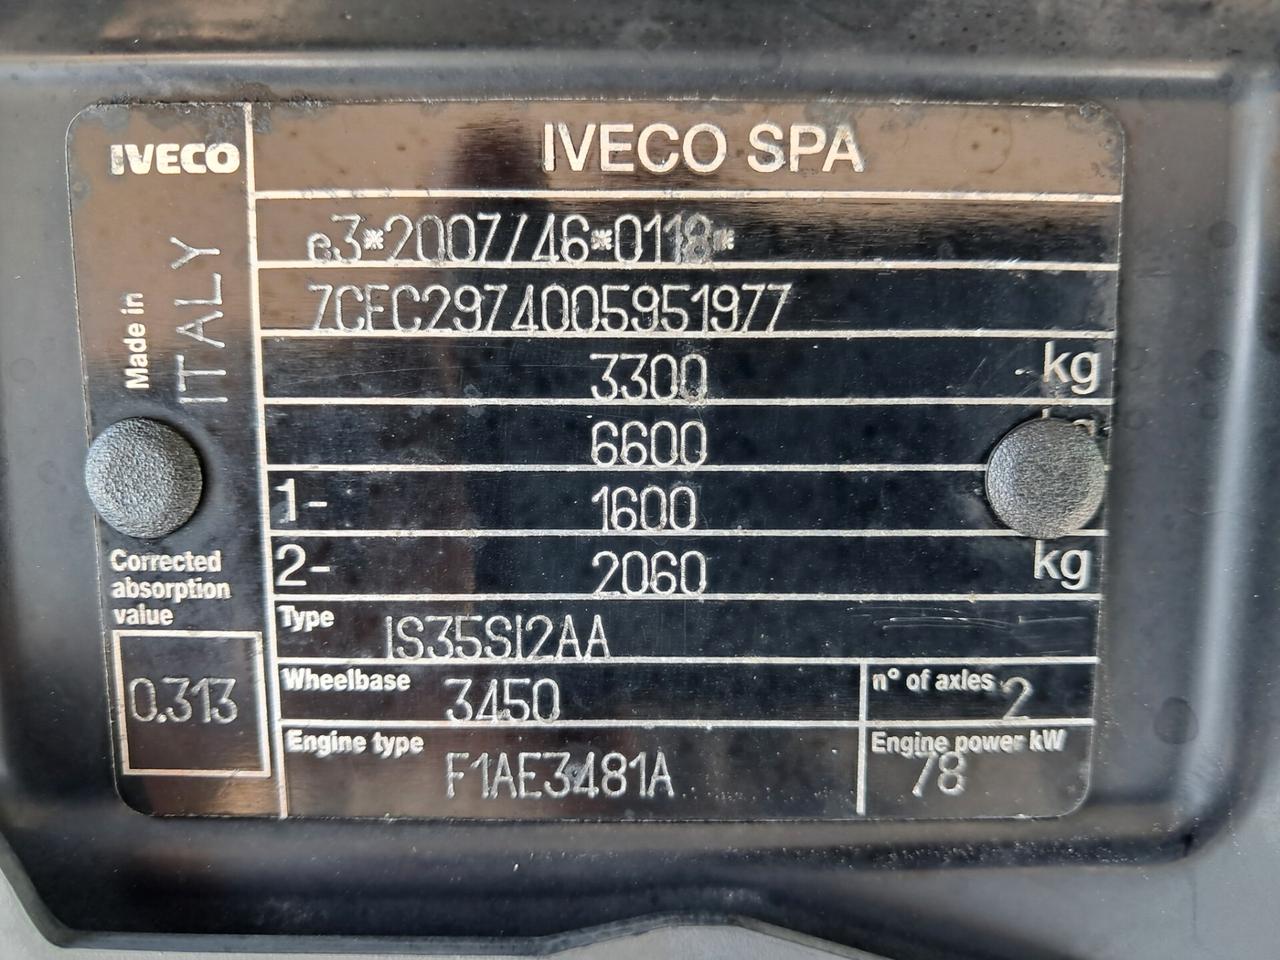 IVECO
IVECO SPA
Made in
ITALY
e3*2007/46*0118*
ZCFC2974005951977
3300 kg
6600
1- 1600
2- 2060 kg
Corrected
absorption
value
0.313
Type IS35SI2AA
Wheelbase 3450
n° of axles 2
Engine type F1AE3481A
Engine power kW
78